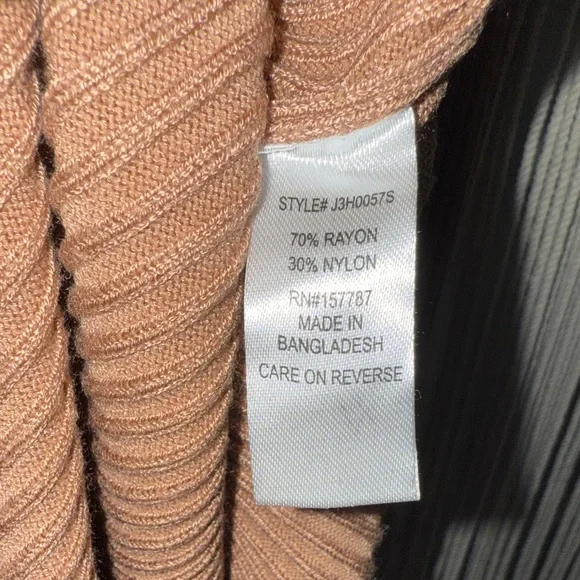 STYLE# J3H0057S
70% RAYON
30% NYLON
RN#157787
MADE IN
BANGLADESH
CARE ON REVERSE